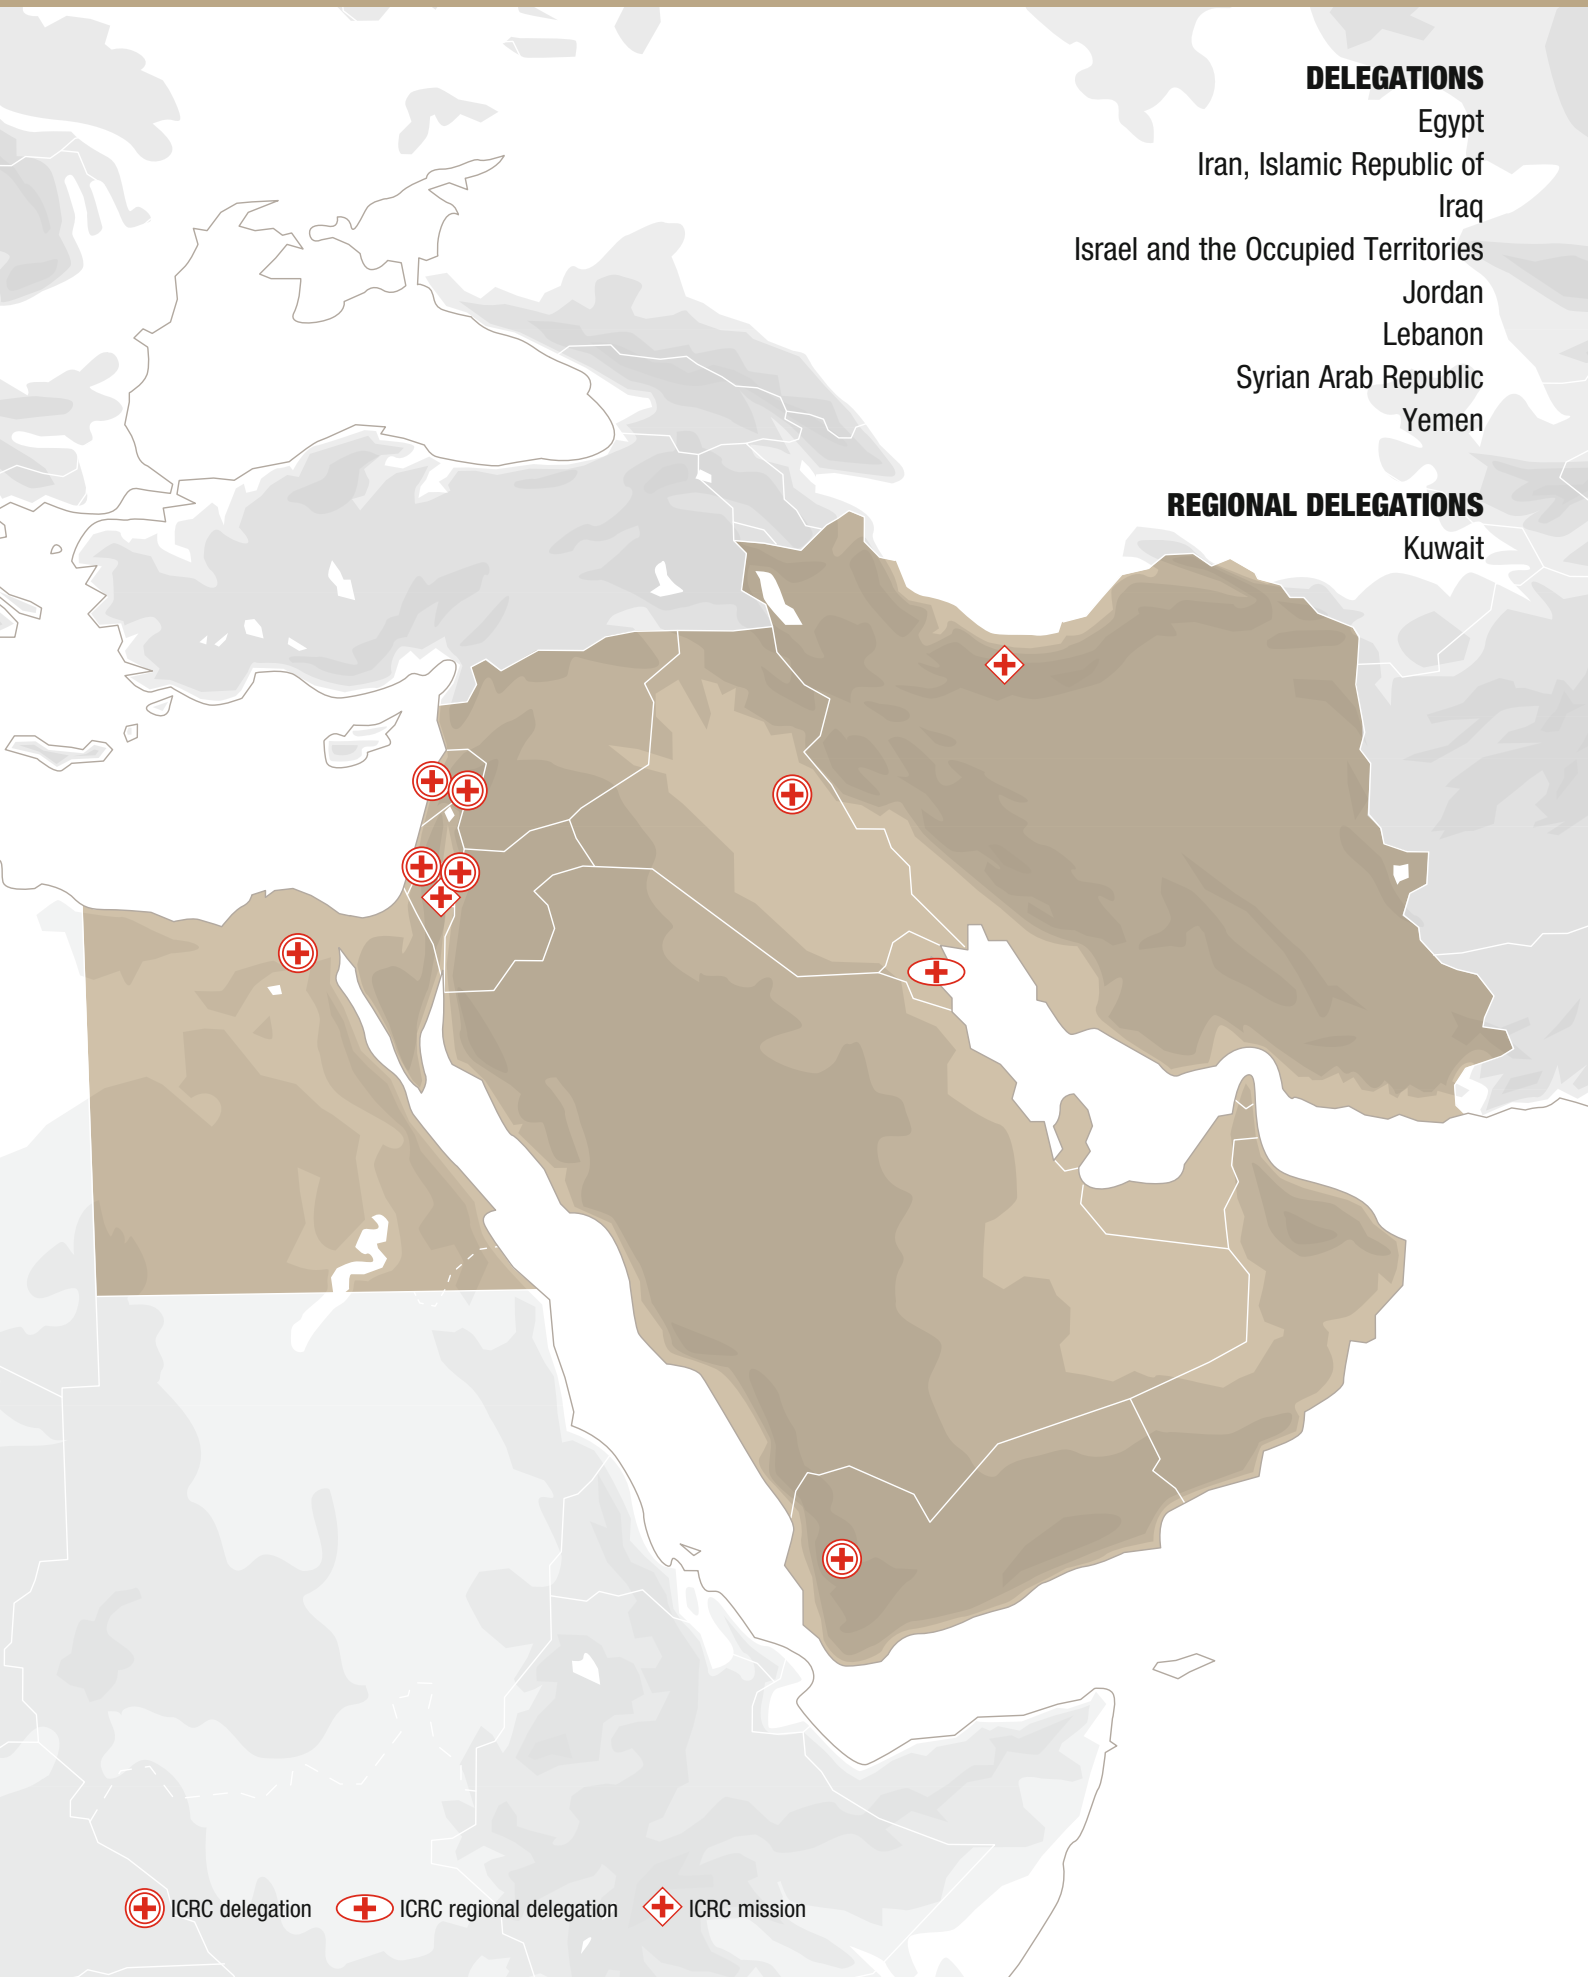 DELEGATIONS
Egypt
Iran, Islamic Republic of
Iraq
Israel and the Occupied Territories
Jordan
Lebanon
Syrian Arab Republic
Yemen
REGIONAL DELEGATIONS
Kuwait
ICRC delegation
ICRC regional delegation
ICRC mission